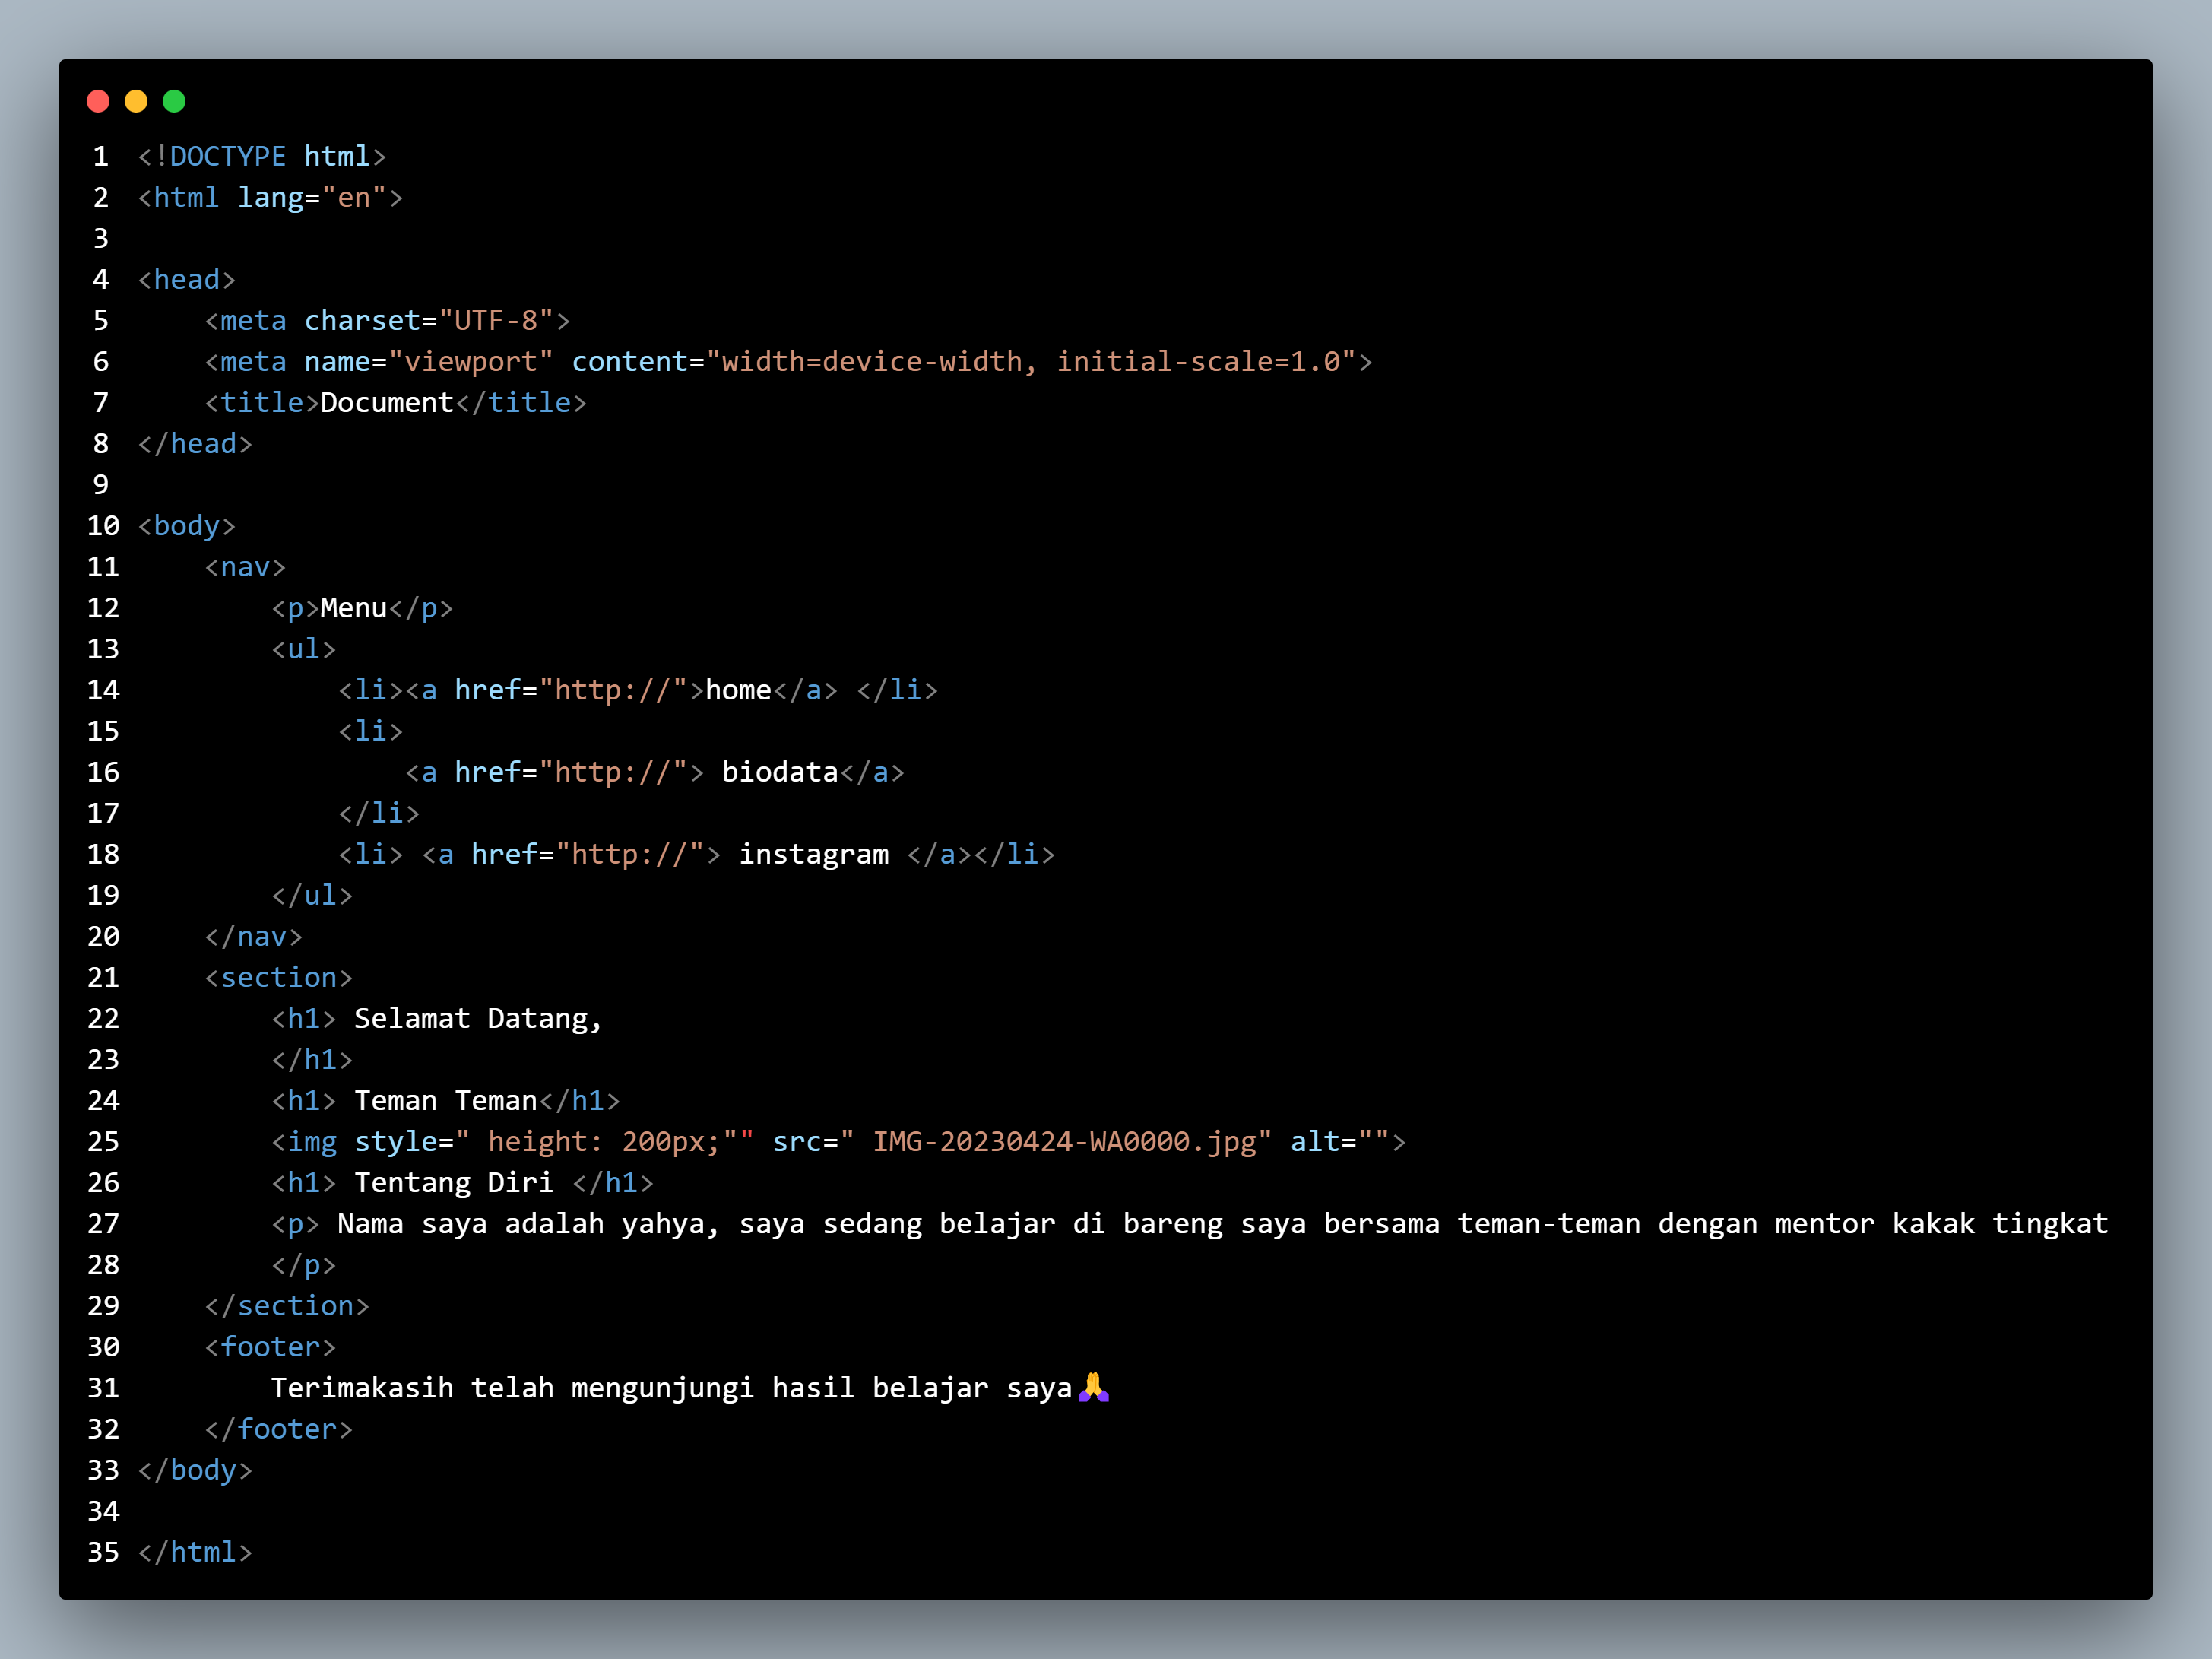 1 <!DOCTYPE html>
2 <html lang="en">
3
4 <head>
5     <meta charset="UTF-8">
6     <meta name="viewport" content="width=device-width, initial-scale=1.0">
7     <title>Document</title>
8 </head>
9
10 <body>
11     <nav>
12         <p>Menu</p>
13         <ul>
14             <li><a href="http://">home</a> </li>
15             <li>
16                 <a href="http://"> biodata</a>
17             </li>
18             <li> <a href="http://"> instagram </a></li>
19         </ul>
20     </nav>
21     <section>
22         <h1> Selamat Datang,
23         </h1>
24         <h1> Teman Teman</h1>
25         <img style=" height: 200px;"" src=" IMG-20230424-WA0000.jpg" alt="">
26         <h1> Tentang Diri </h1>
27         <p> Nama saya adalah yahya, saya sedang belajar di bareng saya bersama teman-teman dengan mentor kakak tingkat
28         </p>
29     </section>
30     <footer>
31         Terimakasih telah mengunjungi hasil belajar saya🙏
32     </footer>
33 </body>
34
35 </html>